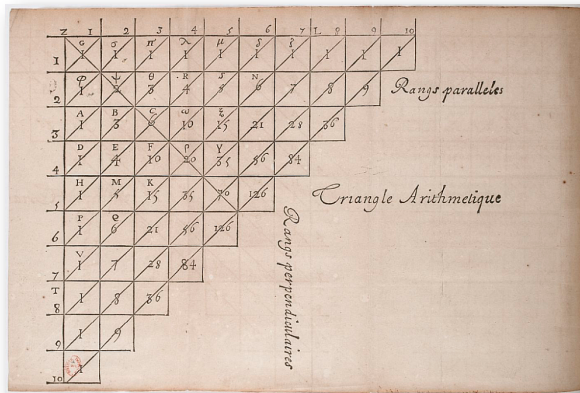 Z 1 2 3 4 5 6 7 L 8 9 10
G σ π λ μ δ ζ
1 1 1 1 1 1 1 1 1 1 1
φ ψ θ R S N
2 1 2 3 4 5 6 7 8 9
Rangs paralleles
A B C ω ξ
3 1 3 6 10 15 21 28 36
D E F ρ Y
4 1 4 10 20 35 56 84
H M K
5 1 5 15 35 70 126
Triangle Arithmetique
P Q
6 1 6 21 56 126
Rangs perpendiculaires
V
7 1 7 28 84
T
8 1 8 36
9 1 9
10 1